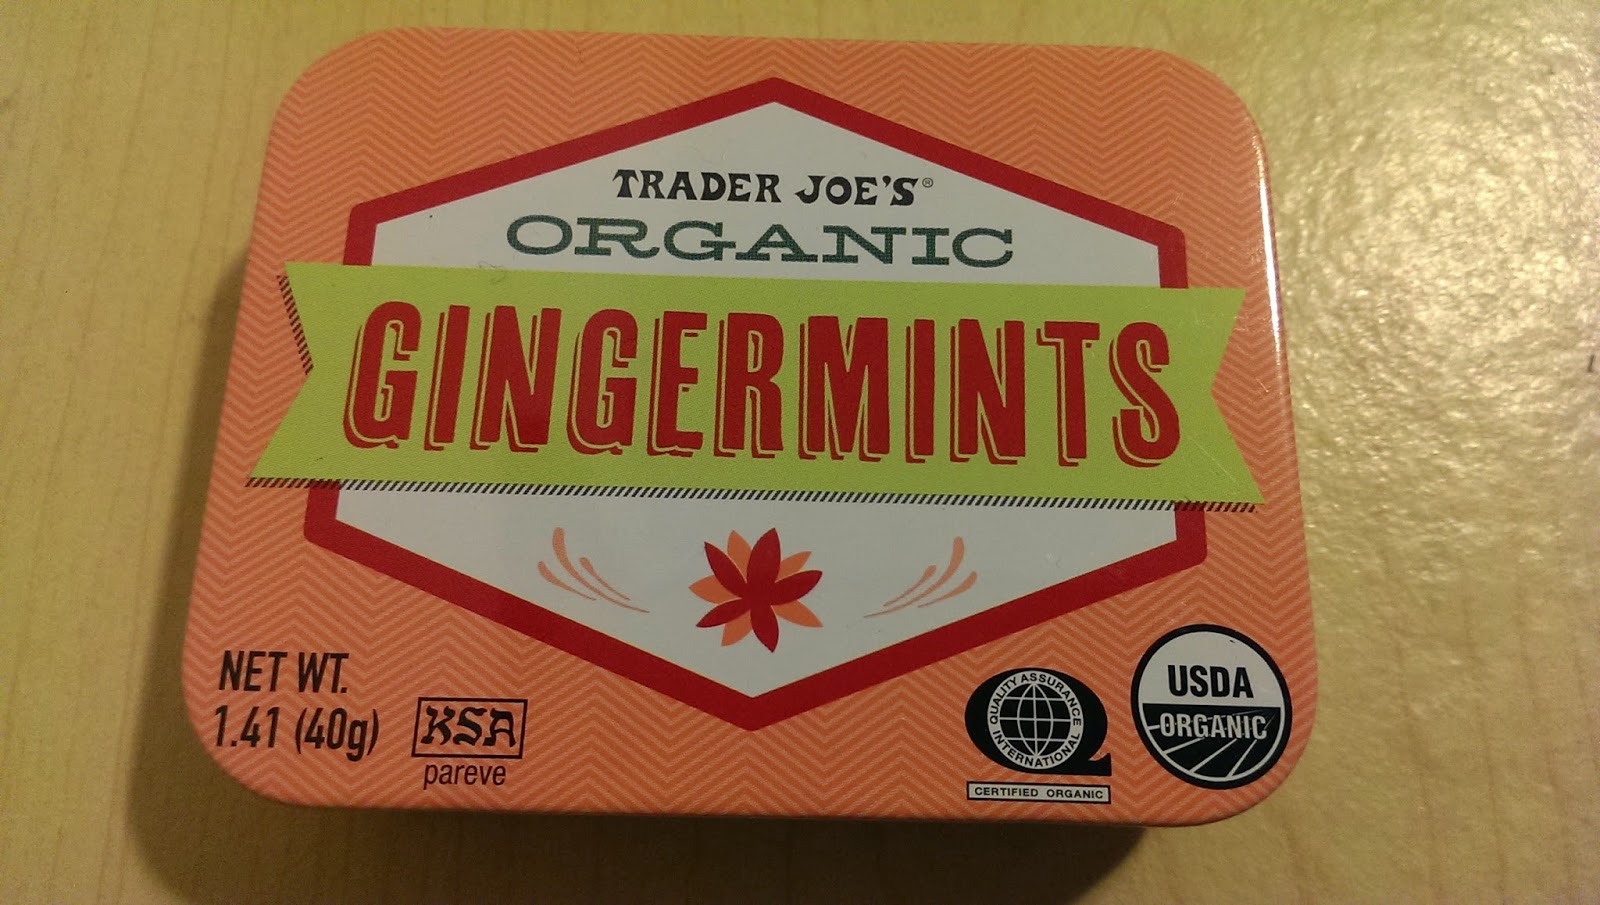 TRADER JOE'S®
ORGANIC
GINGERMINTS
NET WT.
1.41 (40g)
KSA
pareve
QUALITY ASSURANCE
INTERNATIONAL
CERTIFIED ORGANIC
USDA
ORGANIC